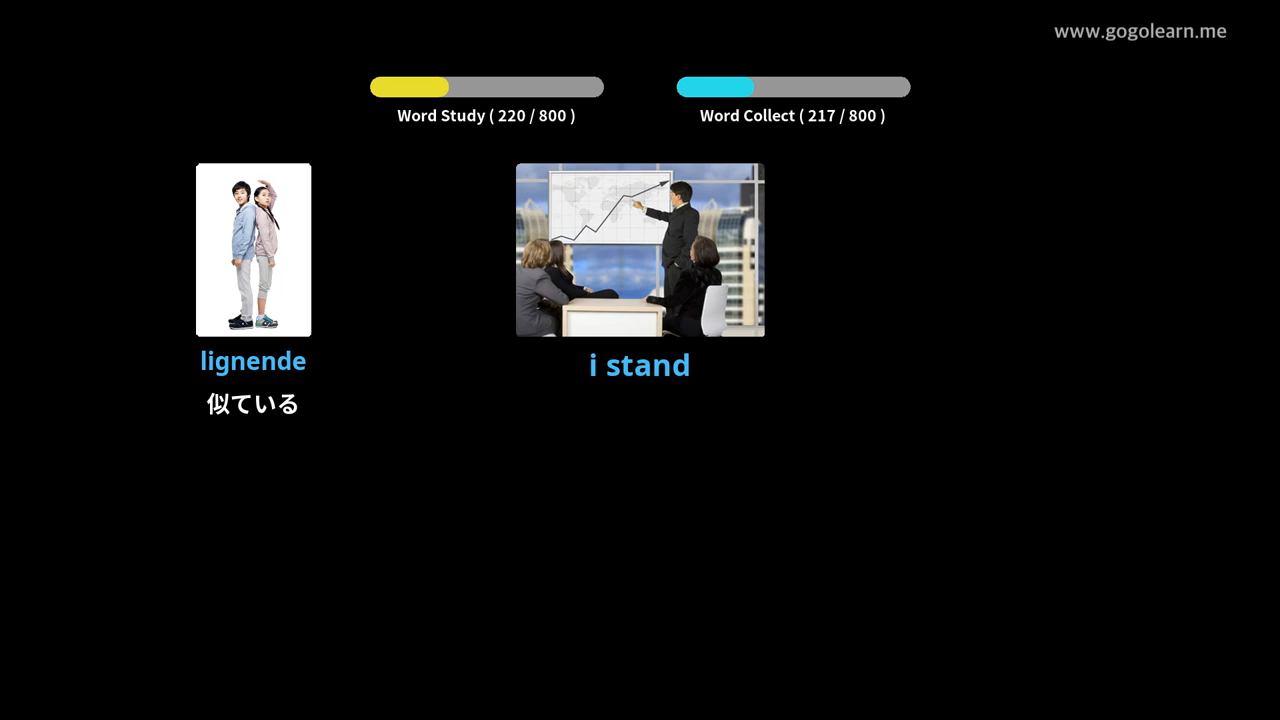 www.gogolearn.me
Word Study ( 220 / 800 )
Word Collect ( 217 / 800 )
lignende
似ている
i stand